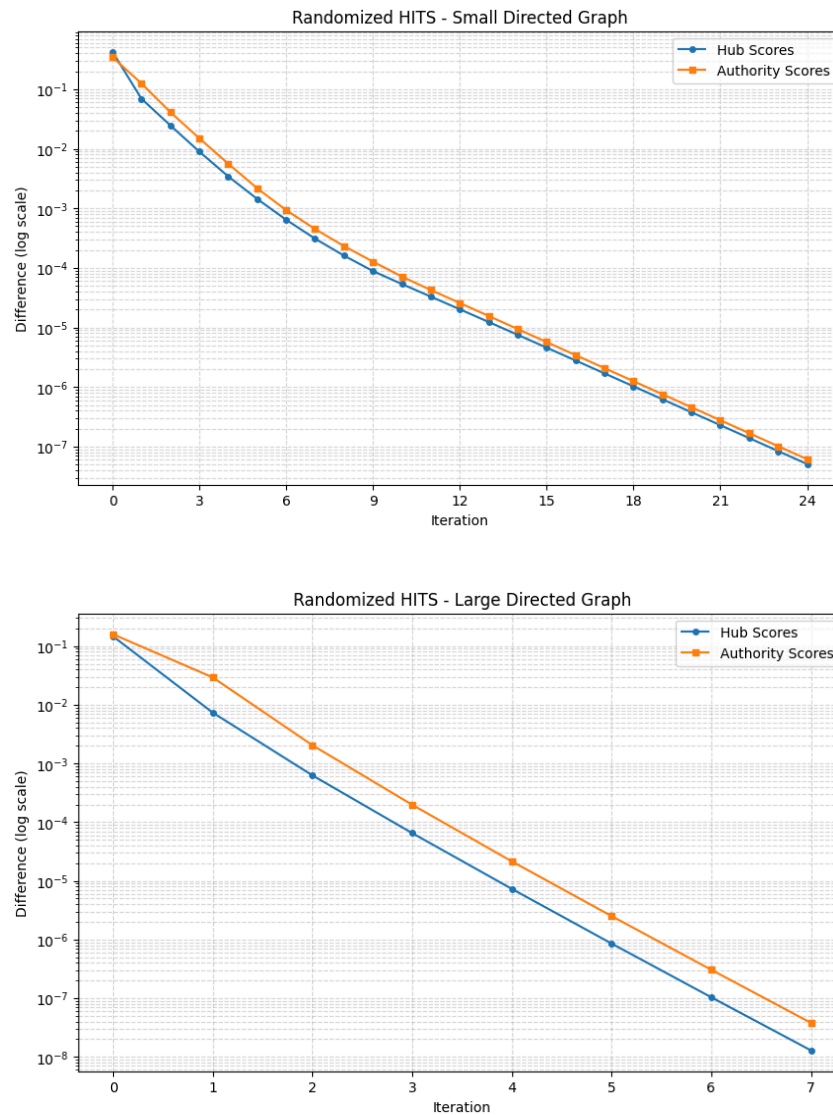 Randomized HITS - Small Directed Graph
Hub Scores
Authority Scores
Difference (log scale)
10⁻¹
10⁻²
10⁻³
10⁻⁴
10⁻⁵
10⁻⁶
10⁻⁷
0 3 6 9 12 15 18 21 24
Iteration
Randomized HITS - Large Directed Graph
Hub Scores
Authority Scores
Difference (log scale)
10⁻¹
10⁻²
10⁻³
10⁻⁴
10⁻⁵
10⁻⁶
10⁻⁷
10⁻⁸
0 1 2 3 4 5 6 7
Iteration